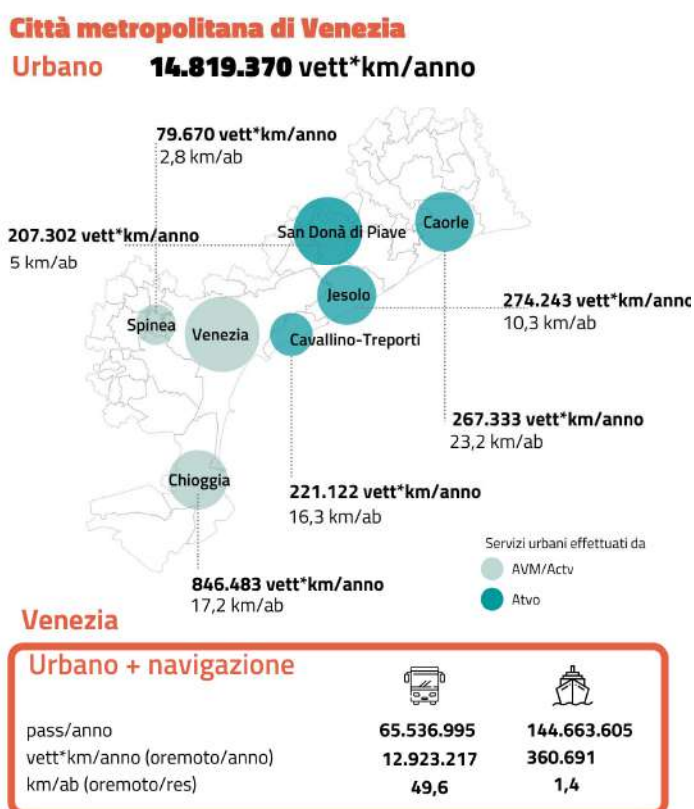 Città metropolitana di Venezia
Urbano 14.819.370 vett*km/anno
79.670 vett*km/anno
2,8 km/ab
207.302 vett*km/anno
5 km/ab
San Donà di Piave
Caorle
Jesolo
274.243 vett*km/anno
10,3 km/ab
Spinea
Venezia
Cavallino-Treporti
267.333 vett*km/anno
23,2 km/ab
Chioggia
221.122 vett*km/anno
16,3 km/ab
Servizi urbani effettuati da
AVM/Actv
Atvo
846.483 vett*km/anno
17,2 km/ab
Venezia
Urbano + navigazione
pass/anno 65.536.995 144.663.605
vett*km/anno (oremoto/anno) 12.923.217 360.691
km/ab (oremoto/res) 49,6 1,4